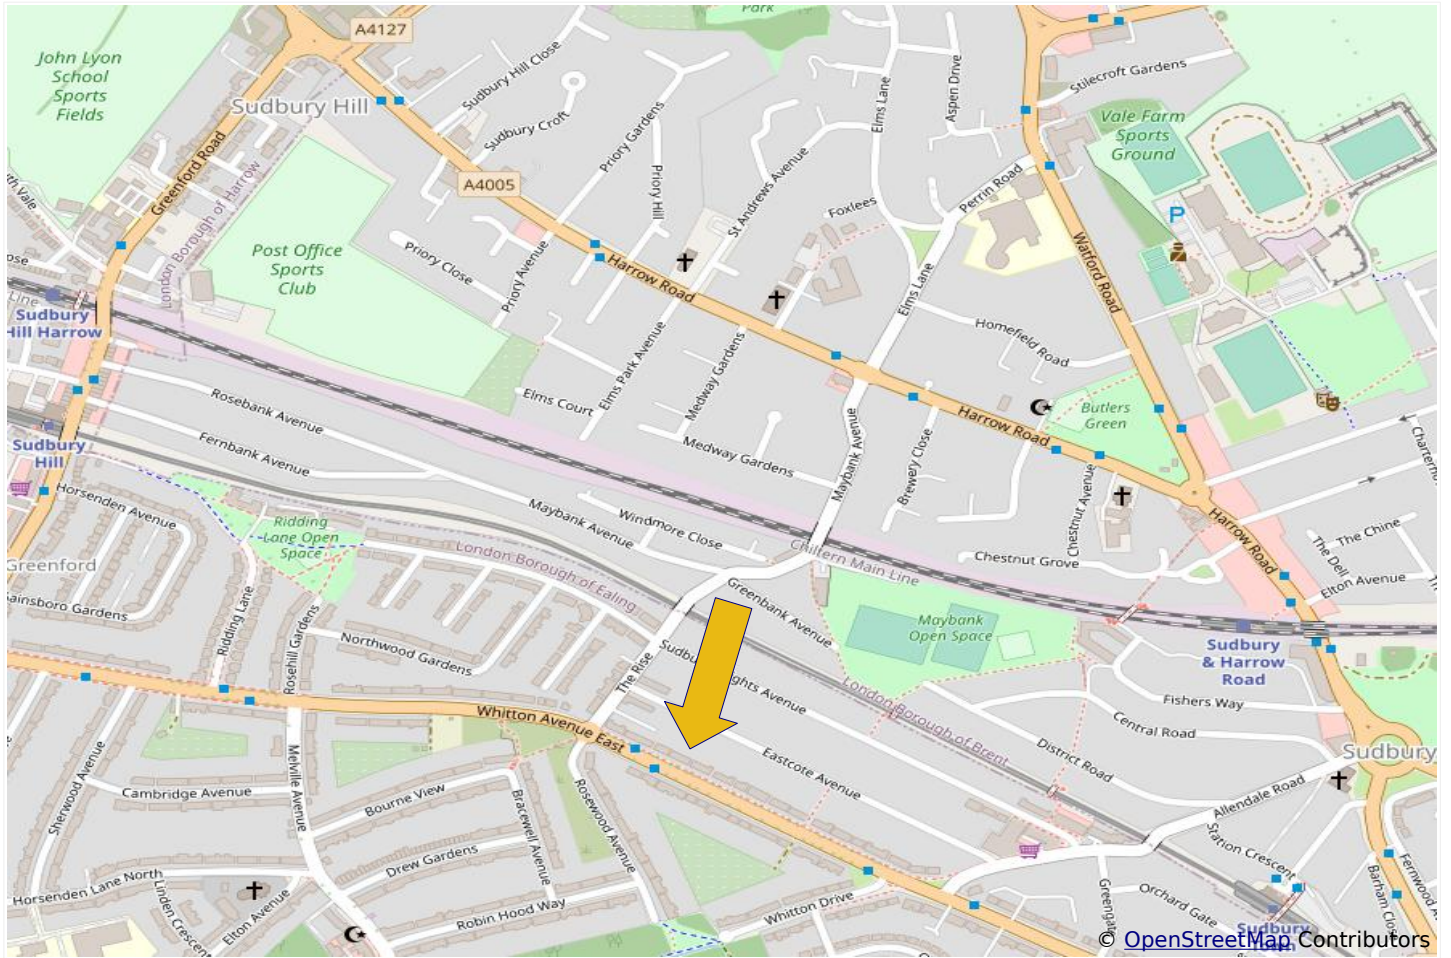 A4127
Park
John Lyon
School
Sports
Fields
Sudbury Hill
Sudbury Hill Close
Sudbury Croft
Priory Gardens
Elms Lane
Aspen Drive
Stilecroft Gardens
Vale Farm
Sports
Ground
Greenford Road
London Borough of Harrow
A4005
Priory Hill
St Andrews Avenue
Foxlees
Perrin Road
P
Post Office
Sports
Club
Priory Close
Priory Avenue
Harrow Road
Elms Lane
Watford Road
Line
Sudbury
Hill Harrow
Homefield Road
Elms Park Avenue
Medway Gardens
Elms Court
Rosebank Avenue
Fernbank Avenue
Sudbury
Hill
Medway Gardens
Maybank Avenue
Brewery Close
Harrow Road
Butlers
Green
Horsenden Avenue
Ridding
Lane Open
Space
Maybank Avenue
Windmore Close
Chiltern Main Line
Chestnut Avenue
Chestnut Grove
Harrow Road
The Chine
The Dell
Elton Avenue
Greenford
London Borough of Ealing
Greenbank Avenue
Maybank
Open Space
Ridding Lane
Rosehill Gardens
Northwood Gardens
The Rise
London Borough of Brent
Sudbury
& Harrow
Road
Fishers Way
Central Road
District Road
Whitton Avenue East
Eastcote Avenue
Sudbury
Allendale Road
Station Crescent
Sherwood Avenue
Cambridge Avenue
Melville Avenue
Bourne View
Bracewell Avenue
Rosewood Avenue
Drew Gardens
Horsenden Lane North
Linden Crescent
Elton Avenue
Robin Hood Way
Whitton Drive
Orchard Gate
Sudbury
Town
© OpenStreetMap Contributors